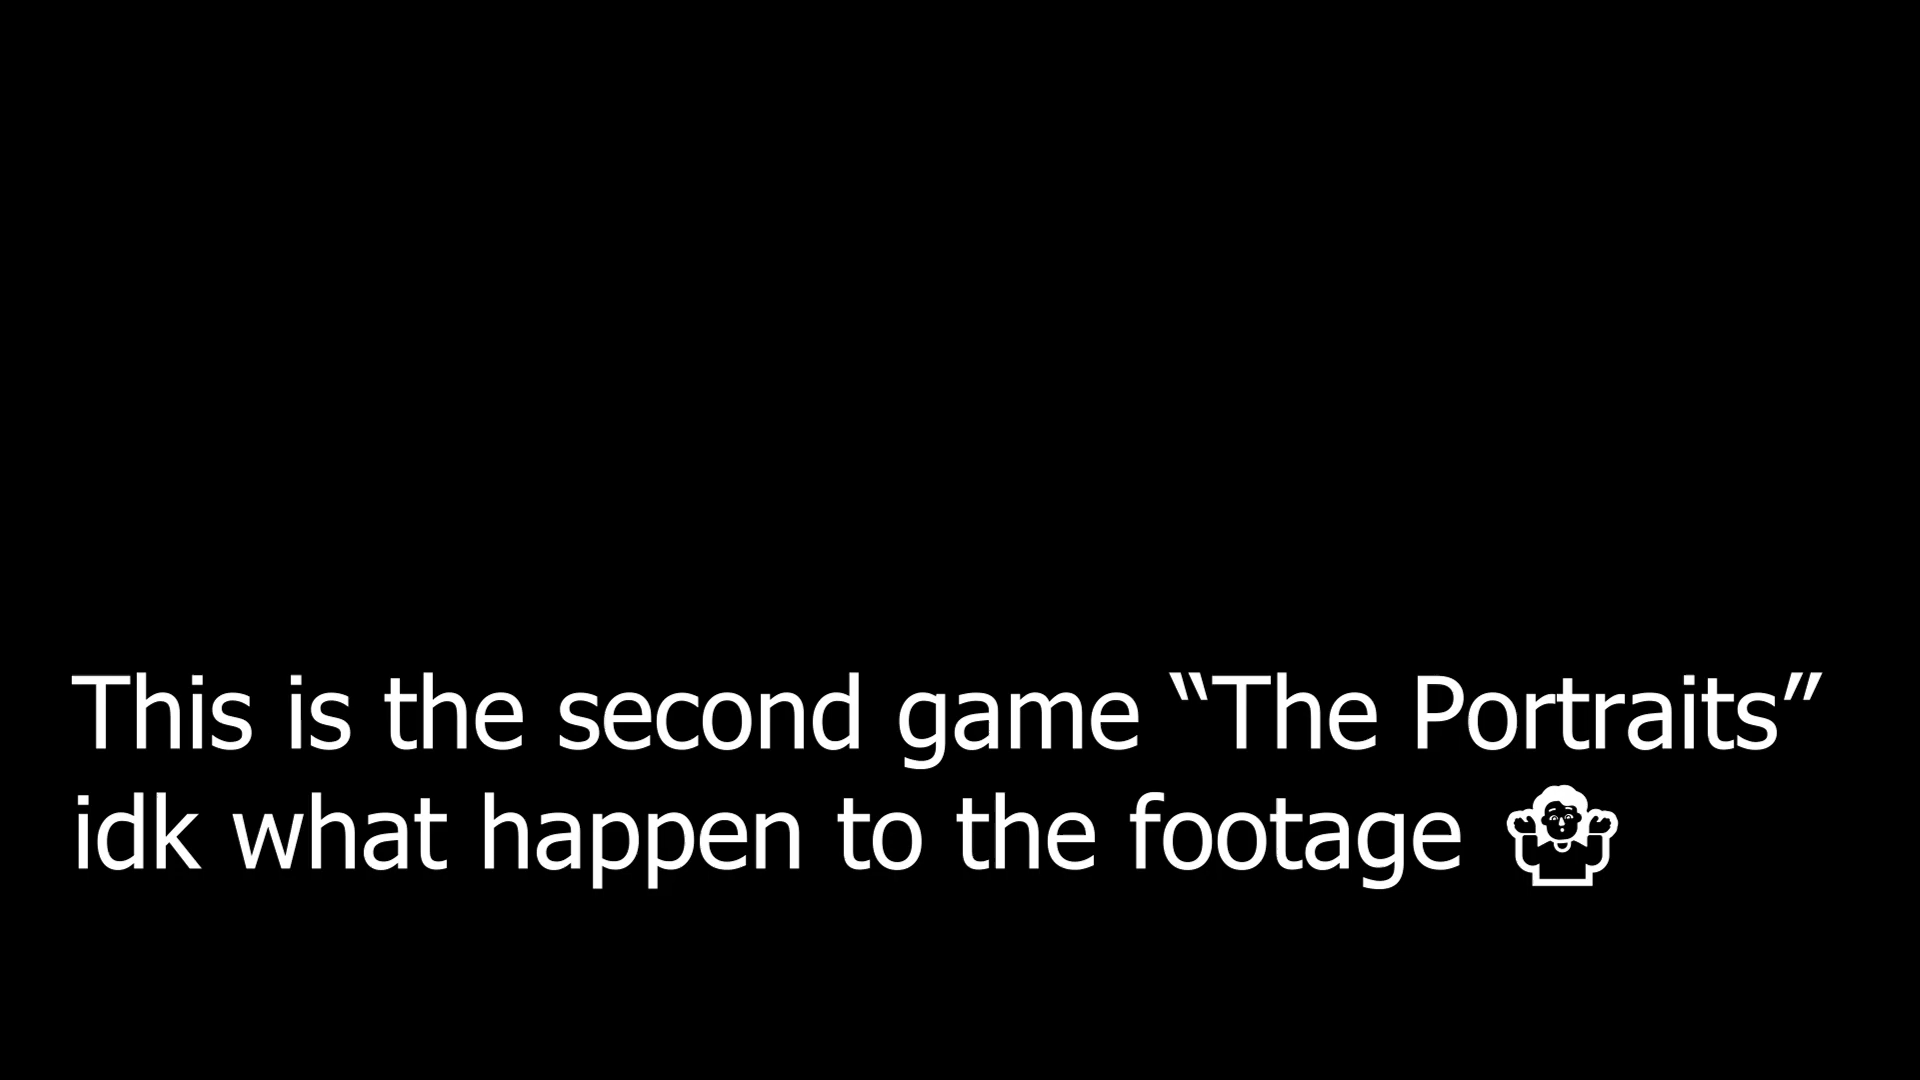 This is the second game “The Portraits”
idk what happen to the footage 🤷